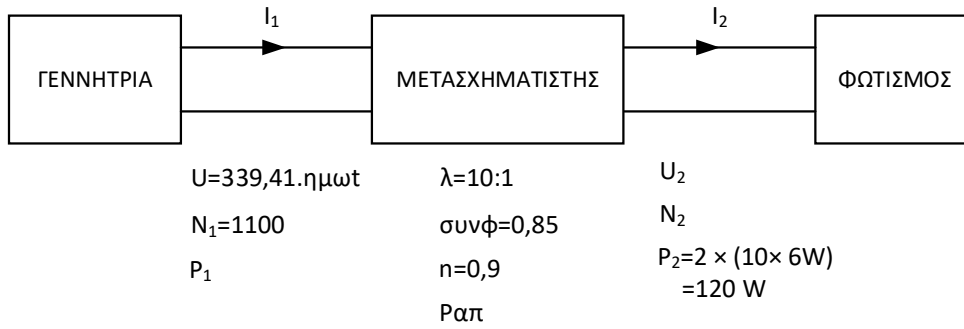 I₁
I₂
ΓΕΝΝΗΤΡΙΑ
ΜΕΤΑΣΧΗΜΑΤΙΣΤΗΣ
ΦΩΤΙΣΜΟΣ
U=339,41.ημωt
N₁=1100
P₁
λ=10:1
συνφ=0,85
n=0,9
Pαπ
U₂
N₂
P₂=2 × (10× 6W)
=120 W